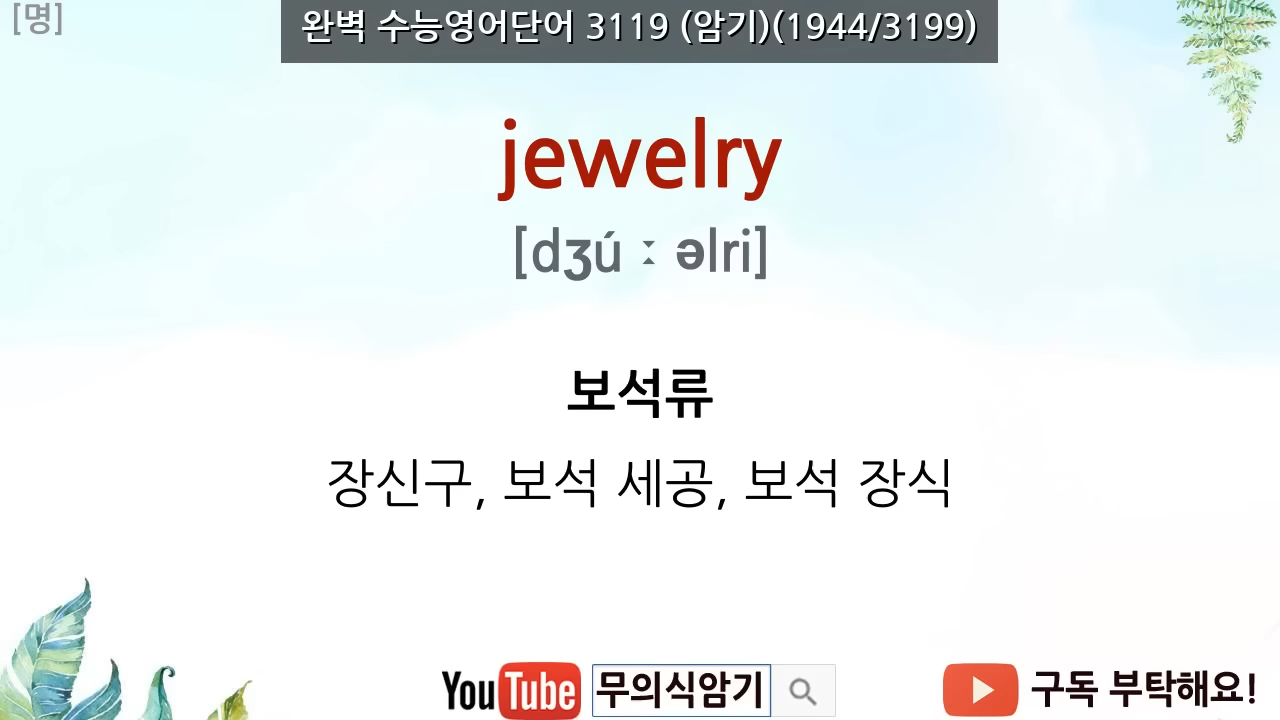 [명]
완벽 수능영어단어 3119 (암기)(1944/3199)
jewelry
[dʒúːəlri]
보석류
장신구, 보석 세공, 보석 장식
YouTube 무의식암기 구독 부탁해요!